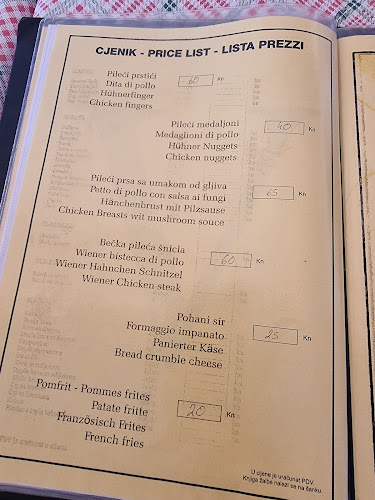 CJENIK - PRICE LIST - LISTA PREZZI
Pileći prstići
Dita di pollo
Hühnerfinger
Chicken fingers
60 Kn
Pileći medaljoni
Medaglioni di pollo
Hühner Nuggets
Chicken nuggets
40 Kn
Pileći prsa sa umakom od gljiva
Petto di pollo con salsa ai fungi
Hänchenbrust mit Pilzsause
Chicken Breasts wit mushroom souce
65 Kn
Bečka pileća šnicla
Wiener bistecca di pollo
Wiener Hahnchen Schnitzel
Wiener Chicken steak
60 Kn
Pohani sir
Formaggio impanato
Panierter Käse
Bread crumble cheese
25 Kn
Pomfrit - Pommes frites
Patate fritte
Französisch Frites
French fries
20 Kn
U cijene je uračunat PDV.
Knjiga žalbe nalazi se na šanku.